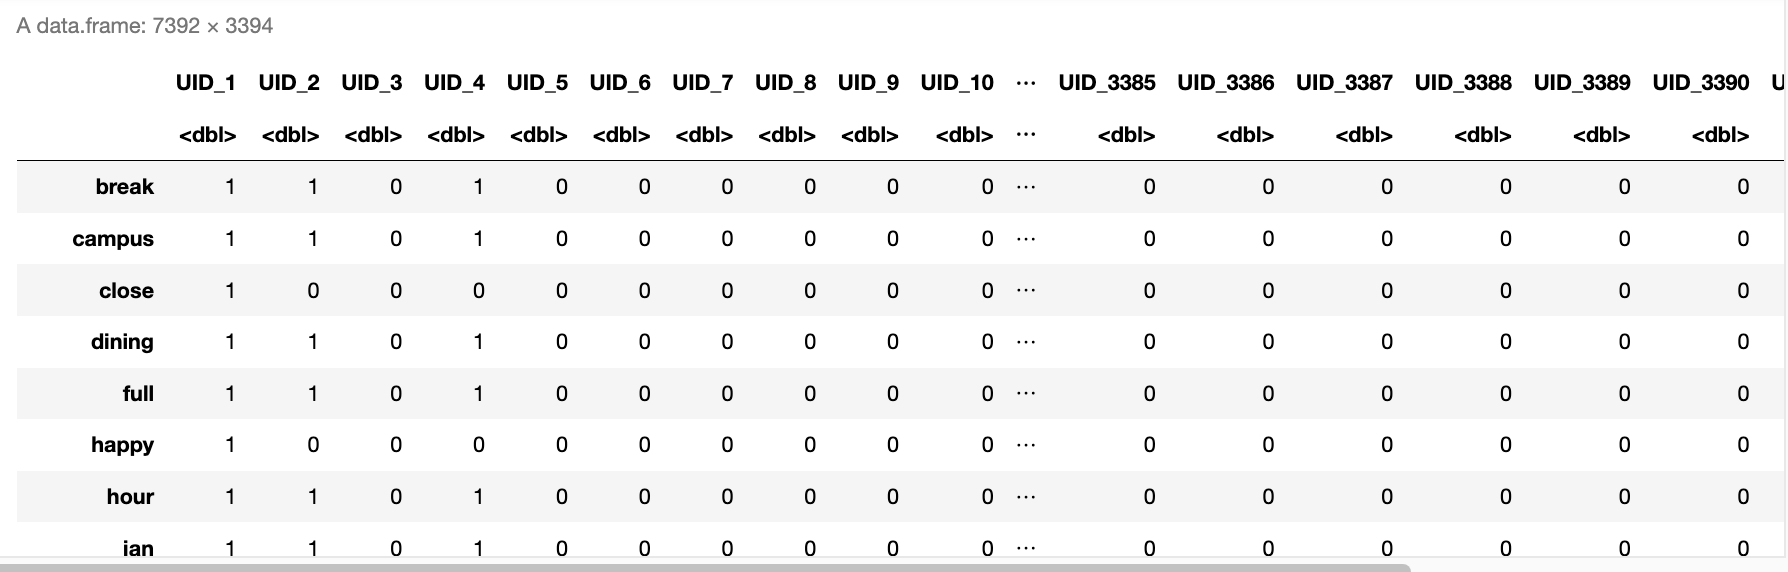 A data.frame: 7392 × 3394
UID_1 UID_2 UID_3 UID_4 UID_5 UID_6 UID_7 UID_8 UID_9 UID_10 ⋯ UID_3385 UID_3386 UID_3387 UID_3388 UID_3389 UID_3390 U
<dbl> <dbl> <dbl> <dbl> <dbl> <dbl> <dbl> <dbl> <dbl> <dbl> ⋯ <dbl> <dbl> <dbl> <dbl> <dbl> <dbl>
break 1 1 0 1 0 0 0 0 0 0 ⋯ 0 0 0 0 0 0
campus 1 1 0 1 0 0 0 0 0 0 ⋯ 0 0 0 0 0 0
close 1 0 0 0 0 0 0 0 0 0 ⋯ 0 0 0 0 0 0
dining 1 1 0 1 0 0 0 0 0 0 ⋯ 0 0 0 0 0 0
full 1 1 0 1 0 0 0 0 0 0 ⋯ 0 0 0 0 0 0
happy 1 0 0 0 0 0 0 0 0 0 ⋯ 0 0 0 0 0 0
hour 1 1 0 1 0 0 0 0 0 0 ⋯ 0 0 0 0 0 0
jan 1 1 0 1 0 0 0 0 0 0 ⋯ 0 0 0 0 0 0